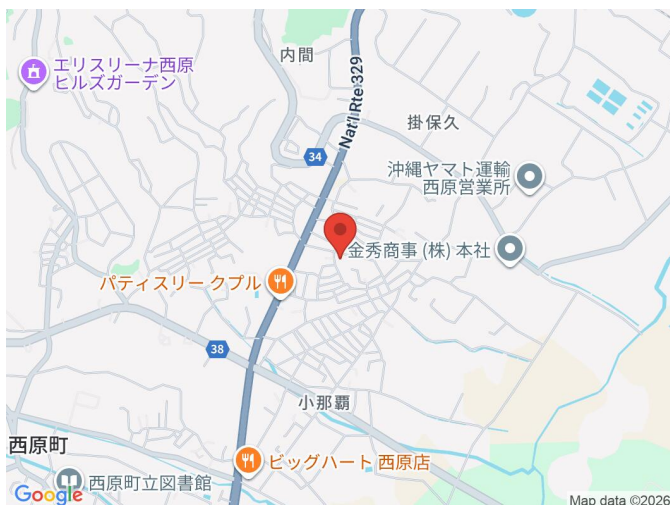 エリスリーナ西原
ヒルズガーデン
内間
Nat'l Rte 329
掛保久
34
沖縄ヤマト運輸
西原営業所
金秀商事 (株) 本社
パティスリー クプル
38
小那覇
西原町
ビッグハート 西原店
西原町立図書館
Google
Map data ©2026